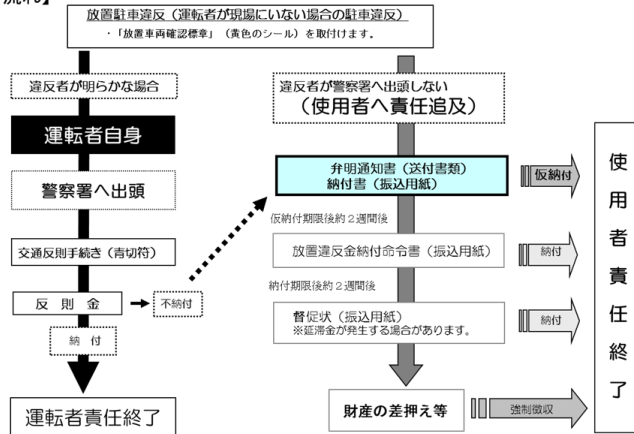 流れ】
放置駐車違反（運転者が現場にいない場合の駐車違反）
・「放置車両確認標章」（黄色のシール）を取付けます。
違反者が明らかな場合
運転者自身
警察署へ出頭
交通反則手続き（青切符）
反則金
不納付
納付
運転者責任終了
違反者が警察署へ出頭しない
（使用者へ責任追及）
弁明通知書（送付書類）
納付書（振込用紙）
仮納付
仮納付期限後約２週間後
放置違反金納付命令書（振込用紙）
納付
納付期限後約２週間後
督促状（振込用紙）
※延滞金が発生する場合があります。
納付
財産の差押え等
強制徴収
使用者責任終了